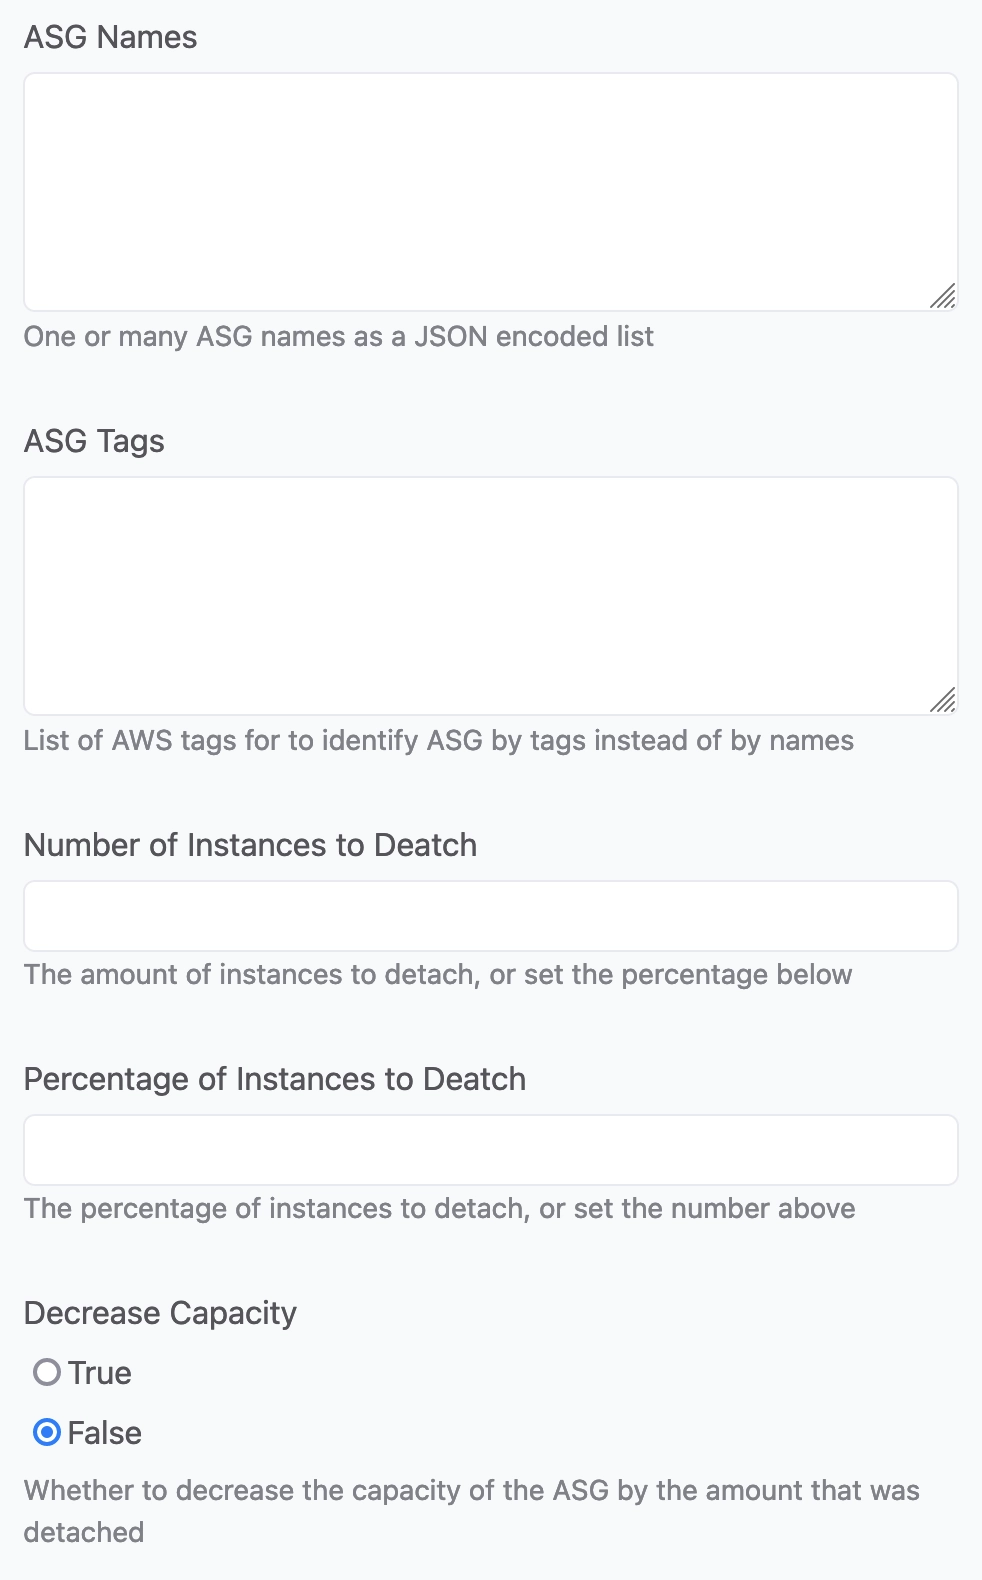 ASG Names
One or many ASG names as a JSON encoded list
ASG Tags
List of AWS tags for to identify ASG by tags instead of by names
Number of Instances to Deatch
The amount of instances to detach, or set the percentage below
Percentage of Instances to Deatch
The percentage of instances to detach, or set the number above
Decrease Capacity
True
False
Whether to decrease the capacity of the ASG by the amount that was
detached